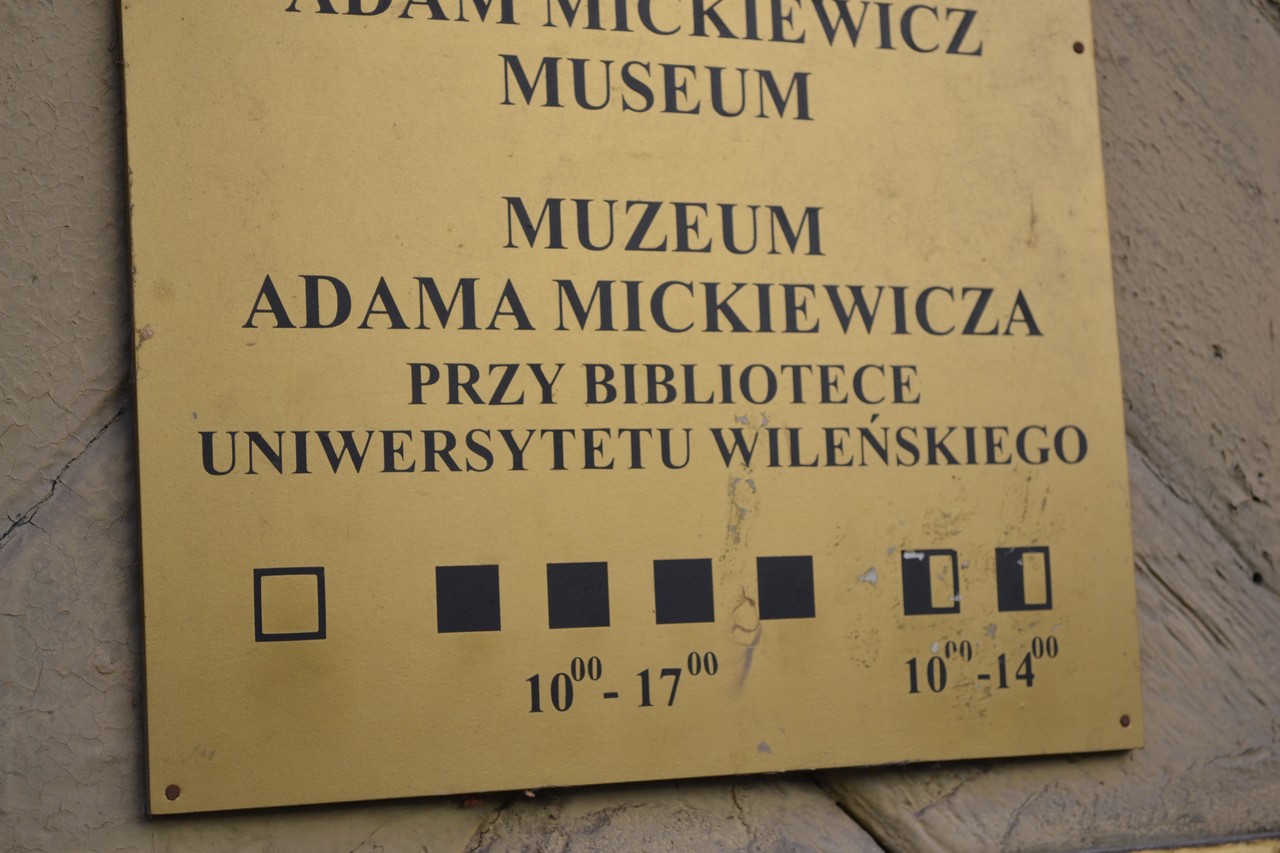 ADAM MICKIEWICZ
MUSEUM
MUZEUM
ADAMA MICKIEWICZA
PRZY BIBLIOTECE
UNIWERSYTETU WILEŃSKIEGO
10⁰⁰- 17⁰⁰ 10⁰⁰-14⁰⁰